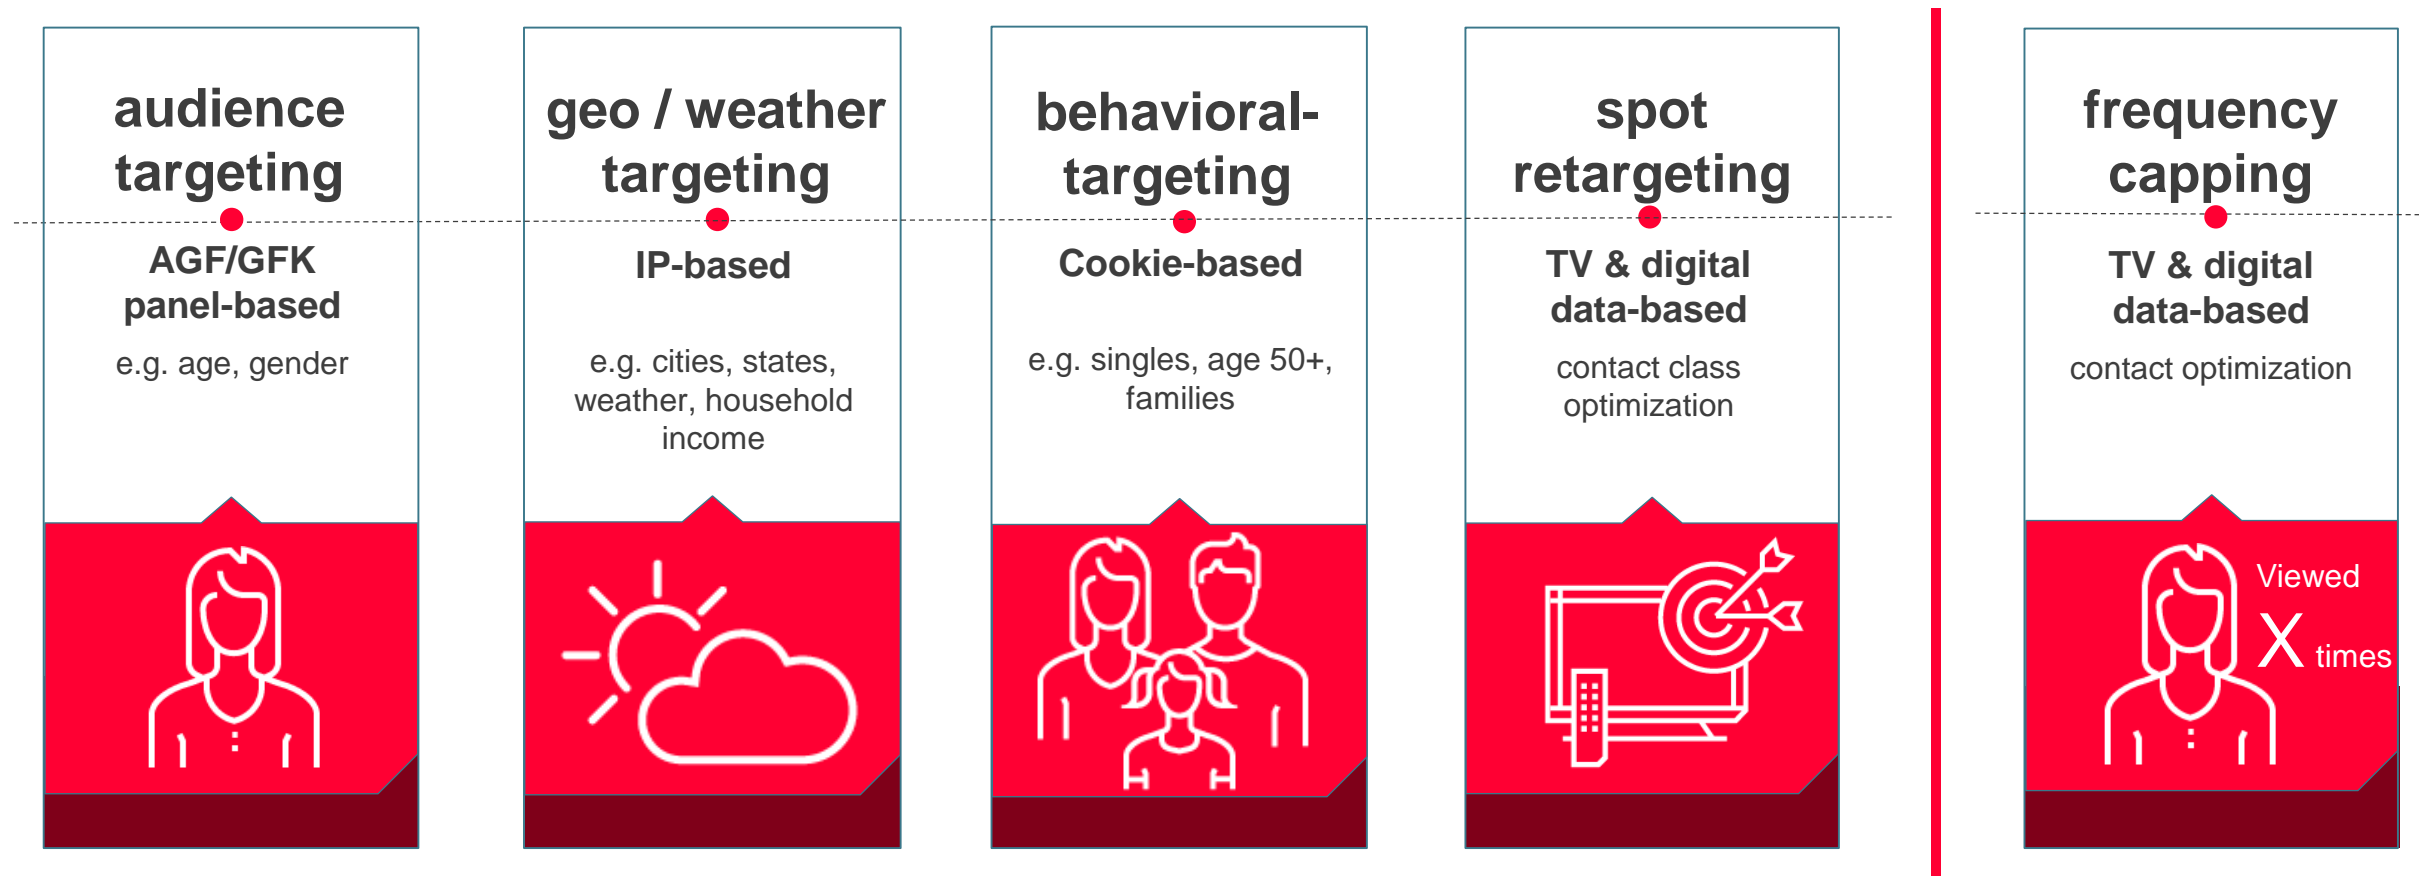 audience
targeting
AGF/GFK
panel-based
e.g. age, gender
geo / weather
targeting
IP-based
e.g. cities, states,
weather, household
income
behavioral-
targeting
Cookie-based
e.g. singles, age 50+,
families
spot
retargeting
TV & digital
data-based
contact class
optimization
frequency
capping
TV & digital
data-based
contact optimization
Viewed
X times